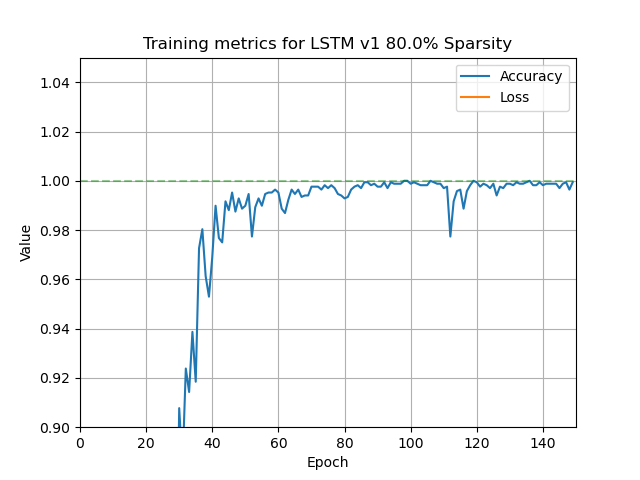 Training metrics for LSTM v1 80.0% Sparsity
Accuracy
Loss
1.04
1.02
1.00
0.98
0.96
0.94
0.92
0.90
Value
0 20 40 60 80 100 120 140
Epoch